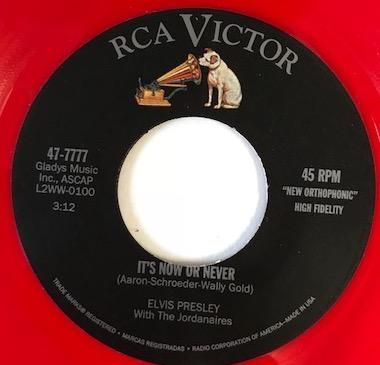 RCA VICTOR
47-7777
Gladys Music
Inc., ASCAP
L2WW-0100
3:12
45 RPM
"NEW ORTHOPHONIC"
HIGH FIDELITY
IT'S NOW OR NEVER
(Aaron-Schroeder-Wally Gold)
ELVIS PRESLEY
With The Jordanaires
TRADE MARKS® REGISTERED • MARCAS REGISTRADAS • RADIO CORPORATION OF AMERICA—MADE IN USA